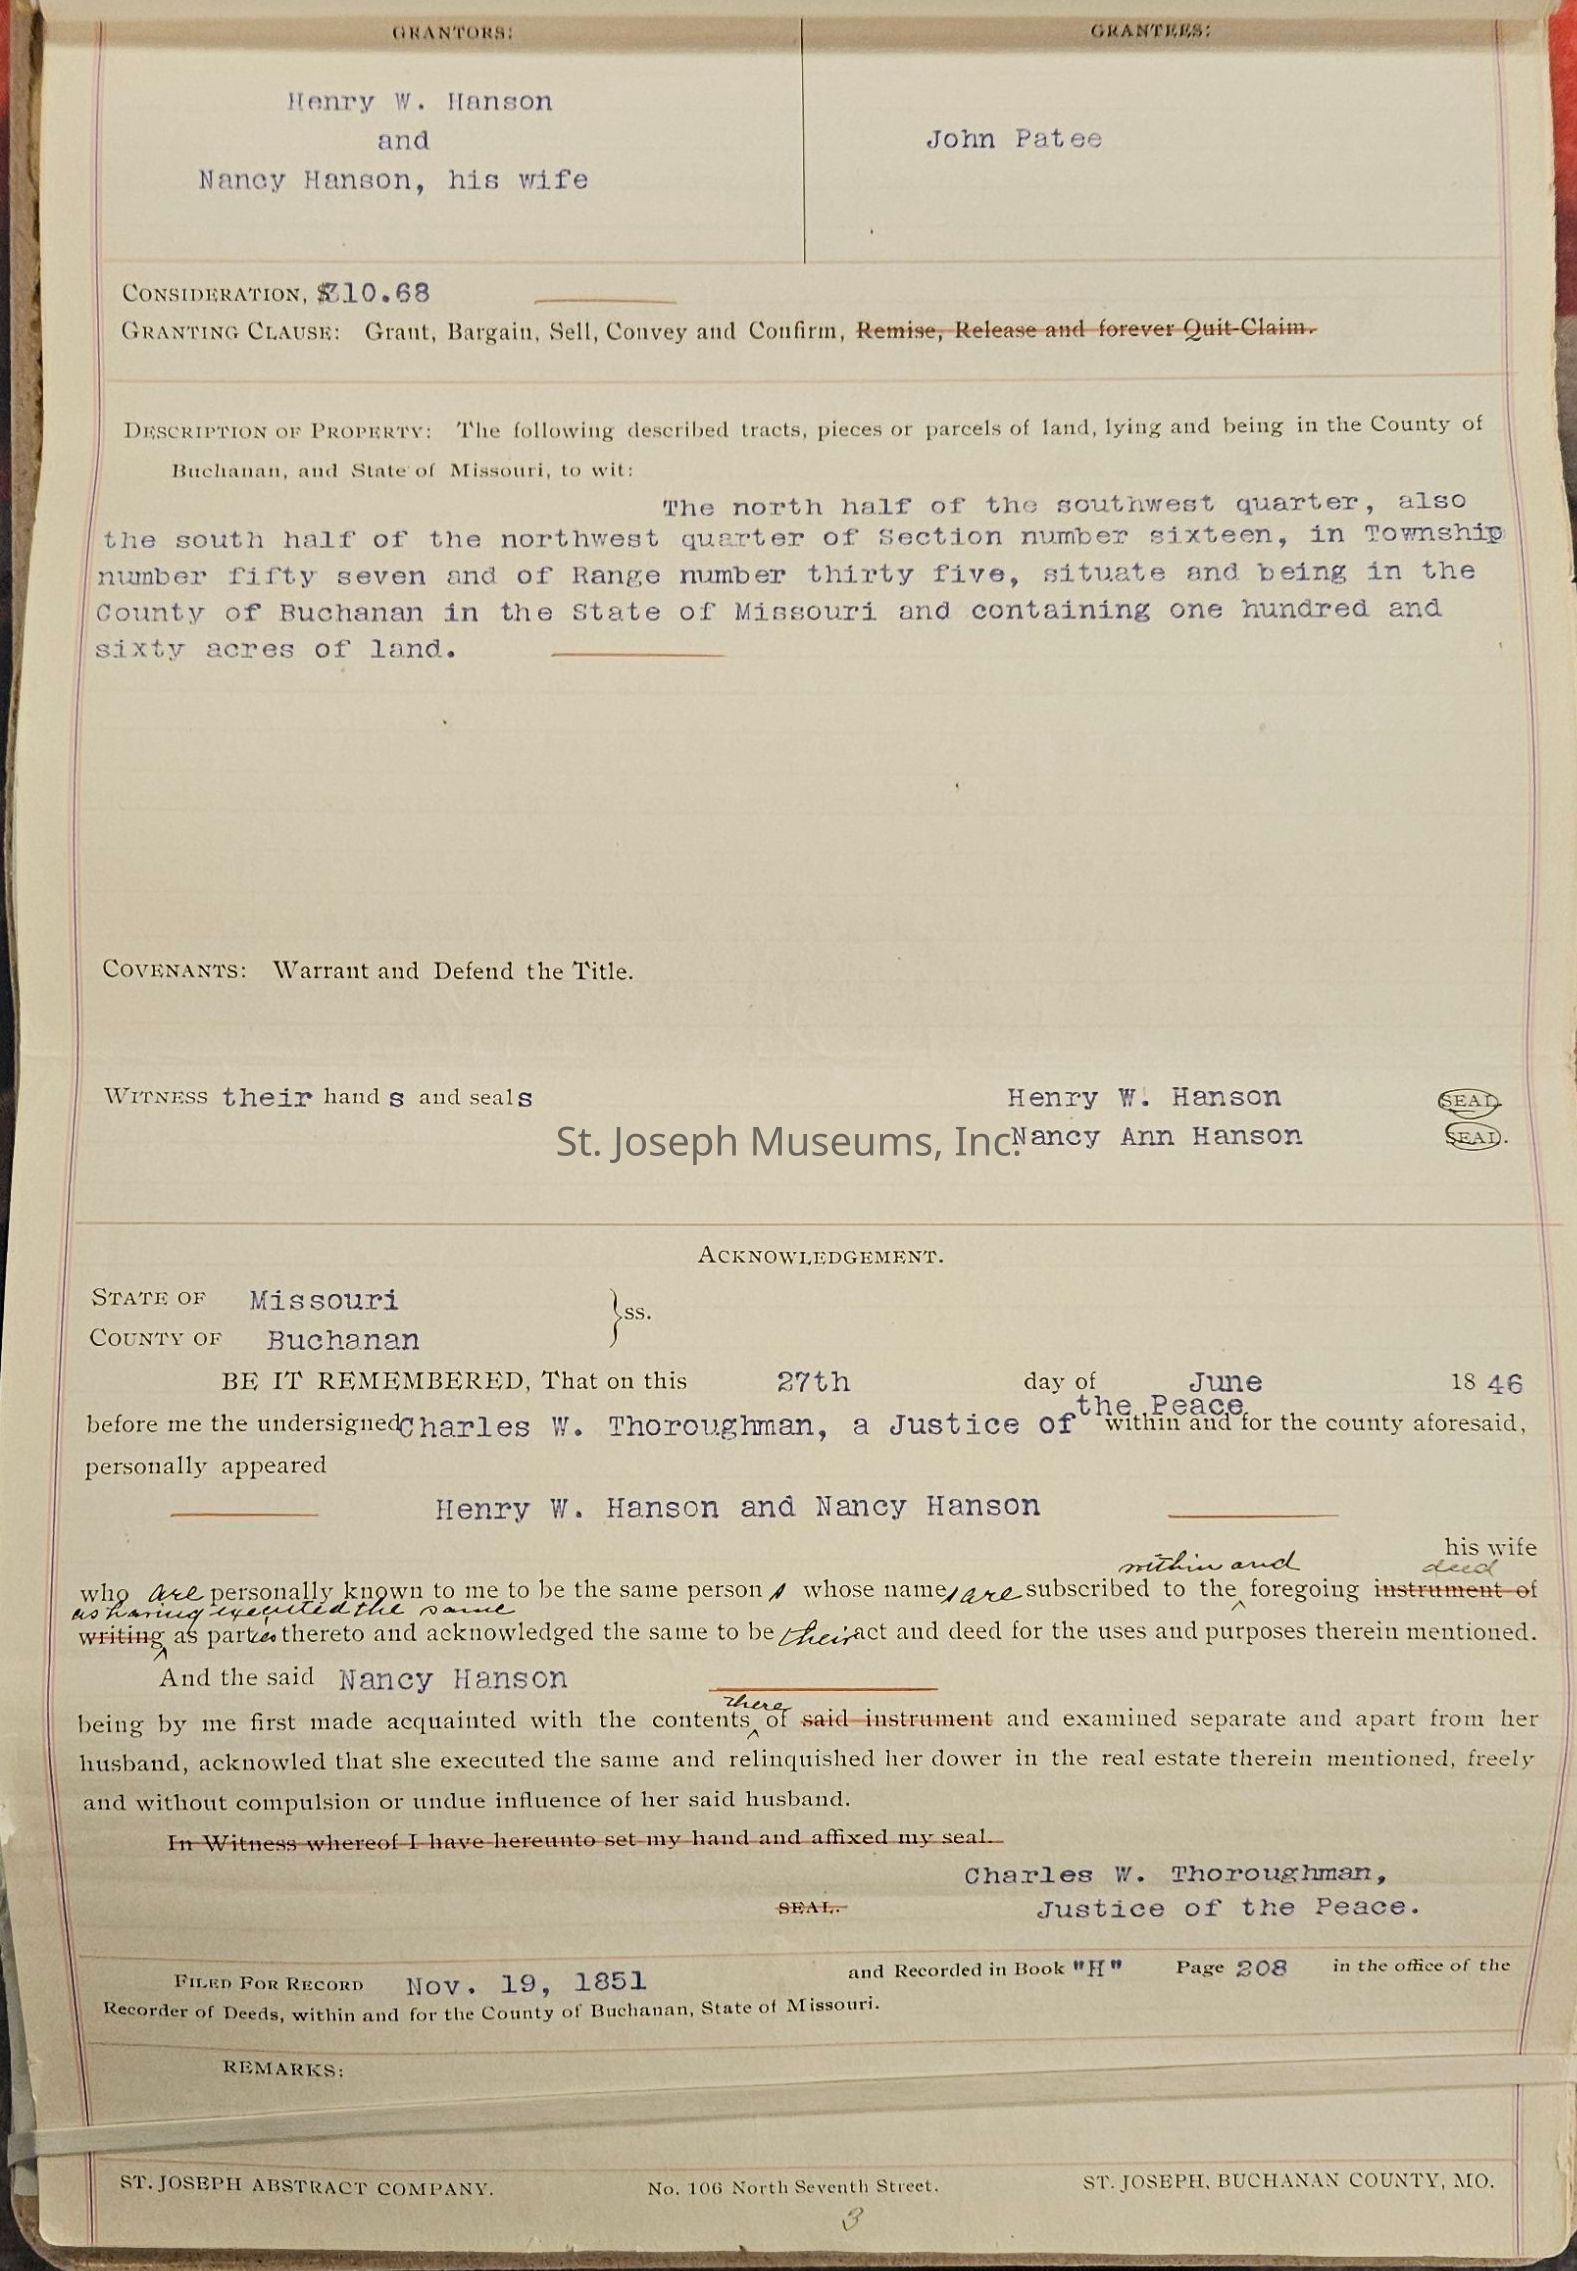 GRANTORS: GRANTEES:
Henry W. Hanson
and
Nancy Hanson, his wife
John Patee
CONSIDERATION, $210.68
GRANTING CLAUSE: Grant, Bargain, Sell, Convey and Confirm, Remise, Release and forever Quit-Claim.
DESCRIPTION OF PROPERTY: The following described tracts, pieces or parcels of land, lying and being in the County of
Buchanan, and State of Missouri, to wit:
The north half of the southwest quarter, also
the south half of the northwest quarter of Section number sixteen, in Township
number fifty seven and of Range number thirty five, situate and being in the
County of Buchanan in the State of Missouri and containing one hundred and
sixty acres of land.
COVENANTS: Warrant and Defend the Title.
WITNESS their hand s and seals Henry W. Hanson SEAL.
Nancy Ann Hanson SEAL.
St. Joseph Museums, Inc.
ACKNOWLEDGEMENT.
STATE OF Missouri
COUNTY OF Buchanan } ss.
BE IT REMEMBERED, That on this 27th day of June 18 46
the Peace
before me the undersigned Charles W. Thoroughman, a Justice of within and for the county aforesaid,
personally appeared
Henry W. Hanson and Nancy Hanson
his wife
within and deed
who are personally known to me to be the same person s whose names are subscribed to the ^ foregoing instrument of
as having executed the same
writing ^ as parties thereto and acknowledged the same to be their act and deed for the uses and purposes therein mentioned.
And the said Nancy Hanson
there
being by me first made acquainted with the contents ^ of said instrument and examined separate and apart from her
husband, acknowled that she executed the same and relinquished her dower in the real estate therein mentioned, freely
and without compulsion or undue influence of her said husband.
In Witness whereof I have hereunto set my hand and affixed my seal.
Charles W. Thoroughman,
SEAL. Justice of the Peace.
FILED FOR RECORD Nov. 19, 1851 and Recorded in Book "H" Page 208 in the office of the
Recorder of Deeds, within and for the County of Buchanan, State of Missouri.
REMARKS:
ST. JOSEPH ABSTRACT COMPANY. No. 106 North Seventh Street. ST. JOSEPH, BUCHANAN COUNTY, MO.
3